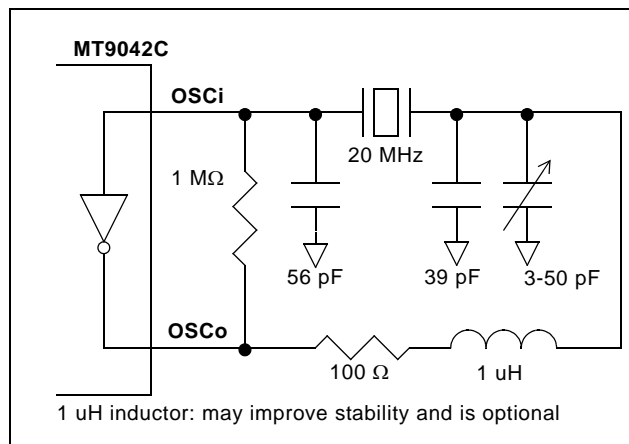 MT9042C
OSCi
20 MHz
1 MΩ
56 pF
39 pF
3-50 pF
OSCo
100 Ω
1 uH
1 uH inductor: may improve stability and is optional